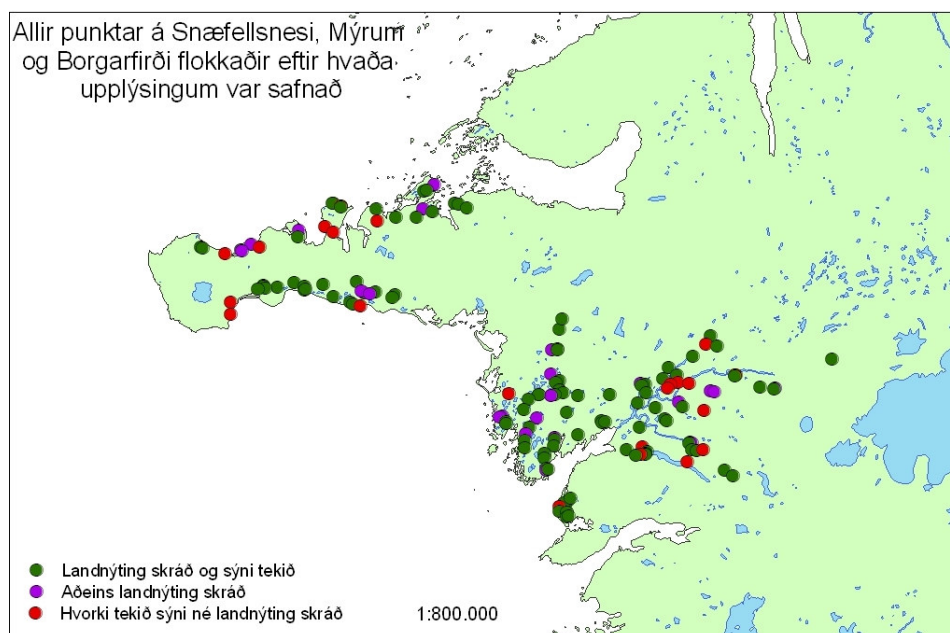 Allir punktar á Snæfellsnesi, Mýrum
og Borgarfirði flokkaðir eftir hvaða
upplýsingum var safnað
Landnýting skráð og sýni tekið
Aðeins landnýting skráð
Hvorki tekið sýni né landnýting skráð
1:800.000